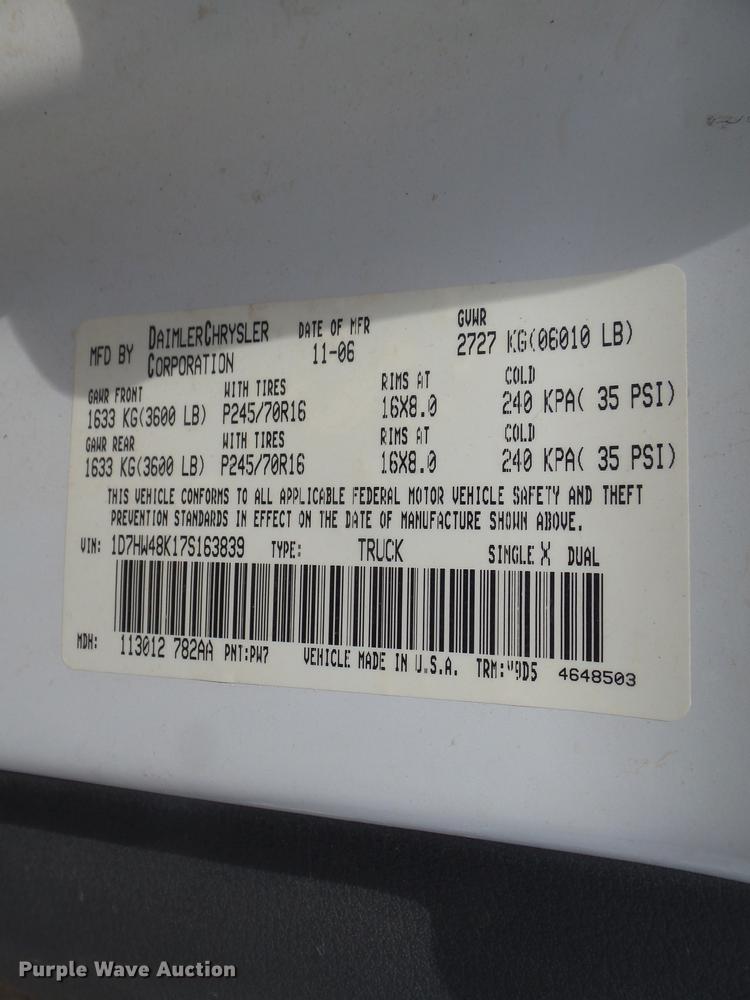 MFD BY DAIMLERCHRYSLER CORPORATION DATE OF MFR 11-06 GVWR 2727 KG(06010 LB)
GAWR FRONT WITH TIRES RIMS AT COLD
1633 KG(3600 LB) P245/70R16 16X8.0 240 KPA( 35 PSI)
GAWR REAR WITH TIRES RIMS AT COLD
1633 KG(3600 LB) P245/70R16 16X8.0 240 KPA( 35 PSI)
THIS VEHICLE CONFORMS TO ALL APPLICABLE FEDERAL MOTOR VEHICLE SAFETY AND THEFT
PREVENTION STANDARDS IN EFFECT ON THE DATE OF MANUFACTURE SHOWN ABOVE.
VIN: 1D7HW48K17S163839 TYPE: TRUCK SINGLE X DUAL
MDH: 113012 782AA PNT:PW7 VEHICLE MADE IN U.S.A. TRM: 4648503
Purple Wave Auction